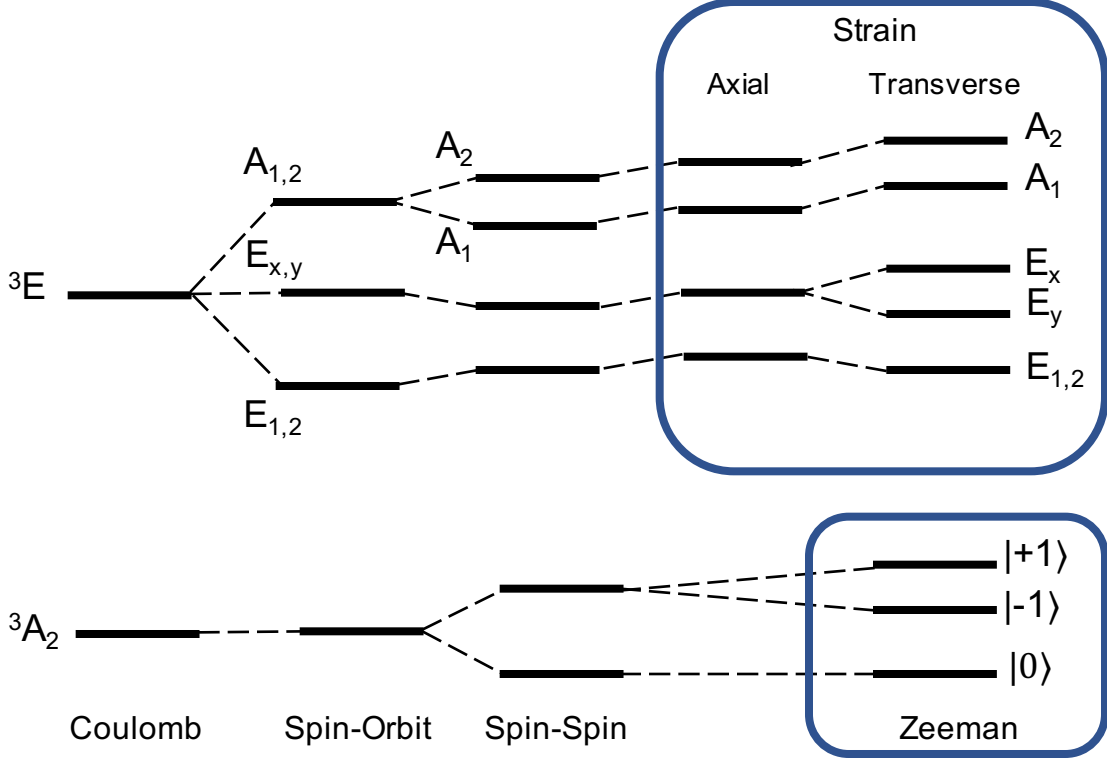 Strain
Axial
Transverse
A₂
A₂
A₁,₂
A₁
A₁
Eₓ,ᵧ
³E
Eₓ
Eᵧ
E₁,₂
E₁,₂
|+1⟩
|-1⟩
³A₂
|0⟩
Coulomb
Spin-Orbit
Spin-Spin
Zeeman